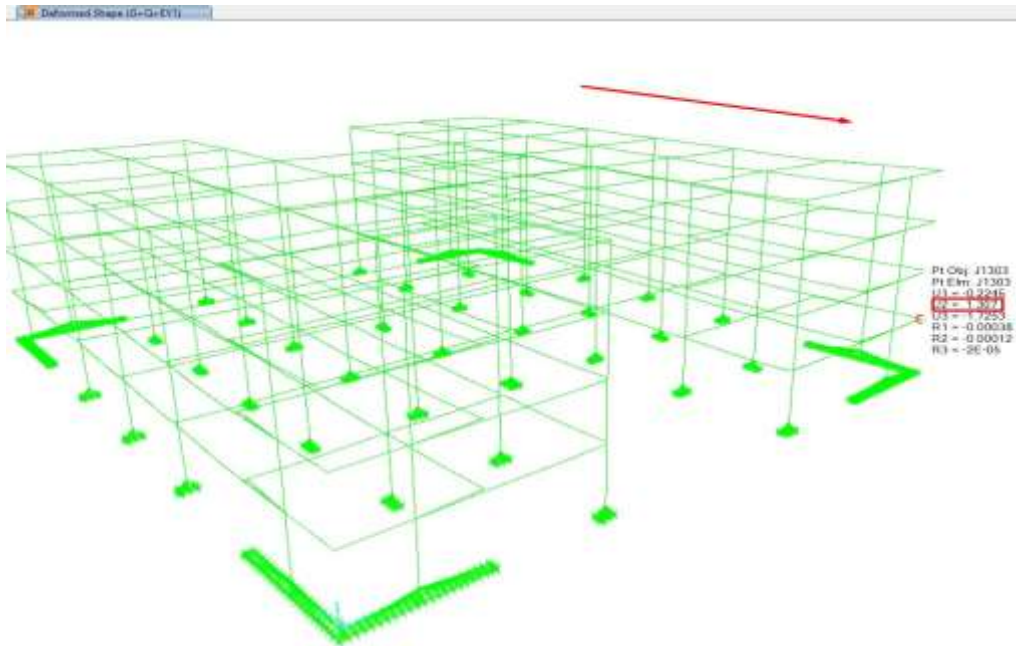 Deformed Shape (G+Q+EY1)
Pt Obj: J1303
Pt Elm: J1303
U1 = -0.2245
U3 = 1.7253
R1 = -0.00038
R2 = -0.00012
R3 = -2E-05